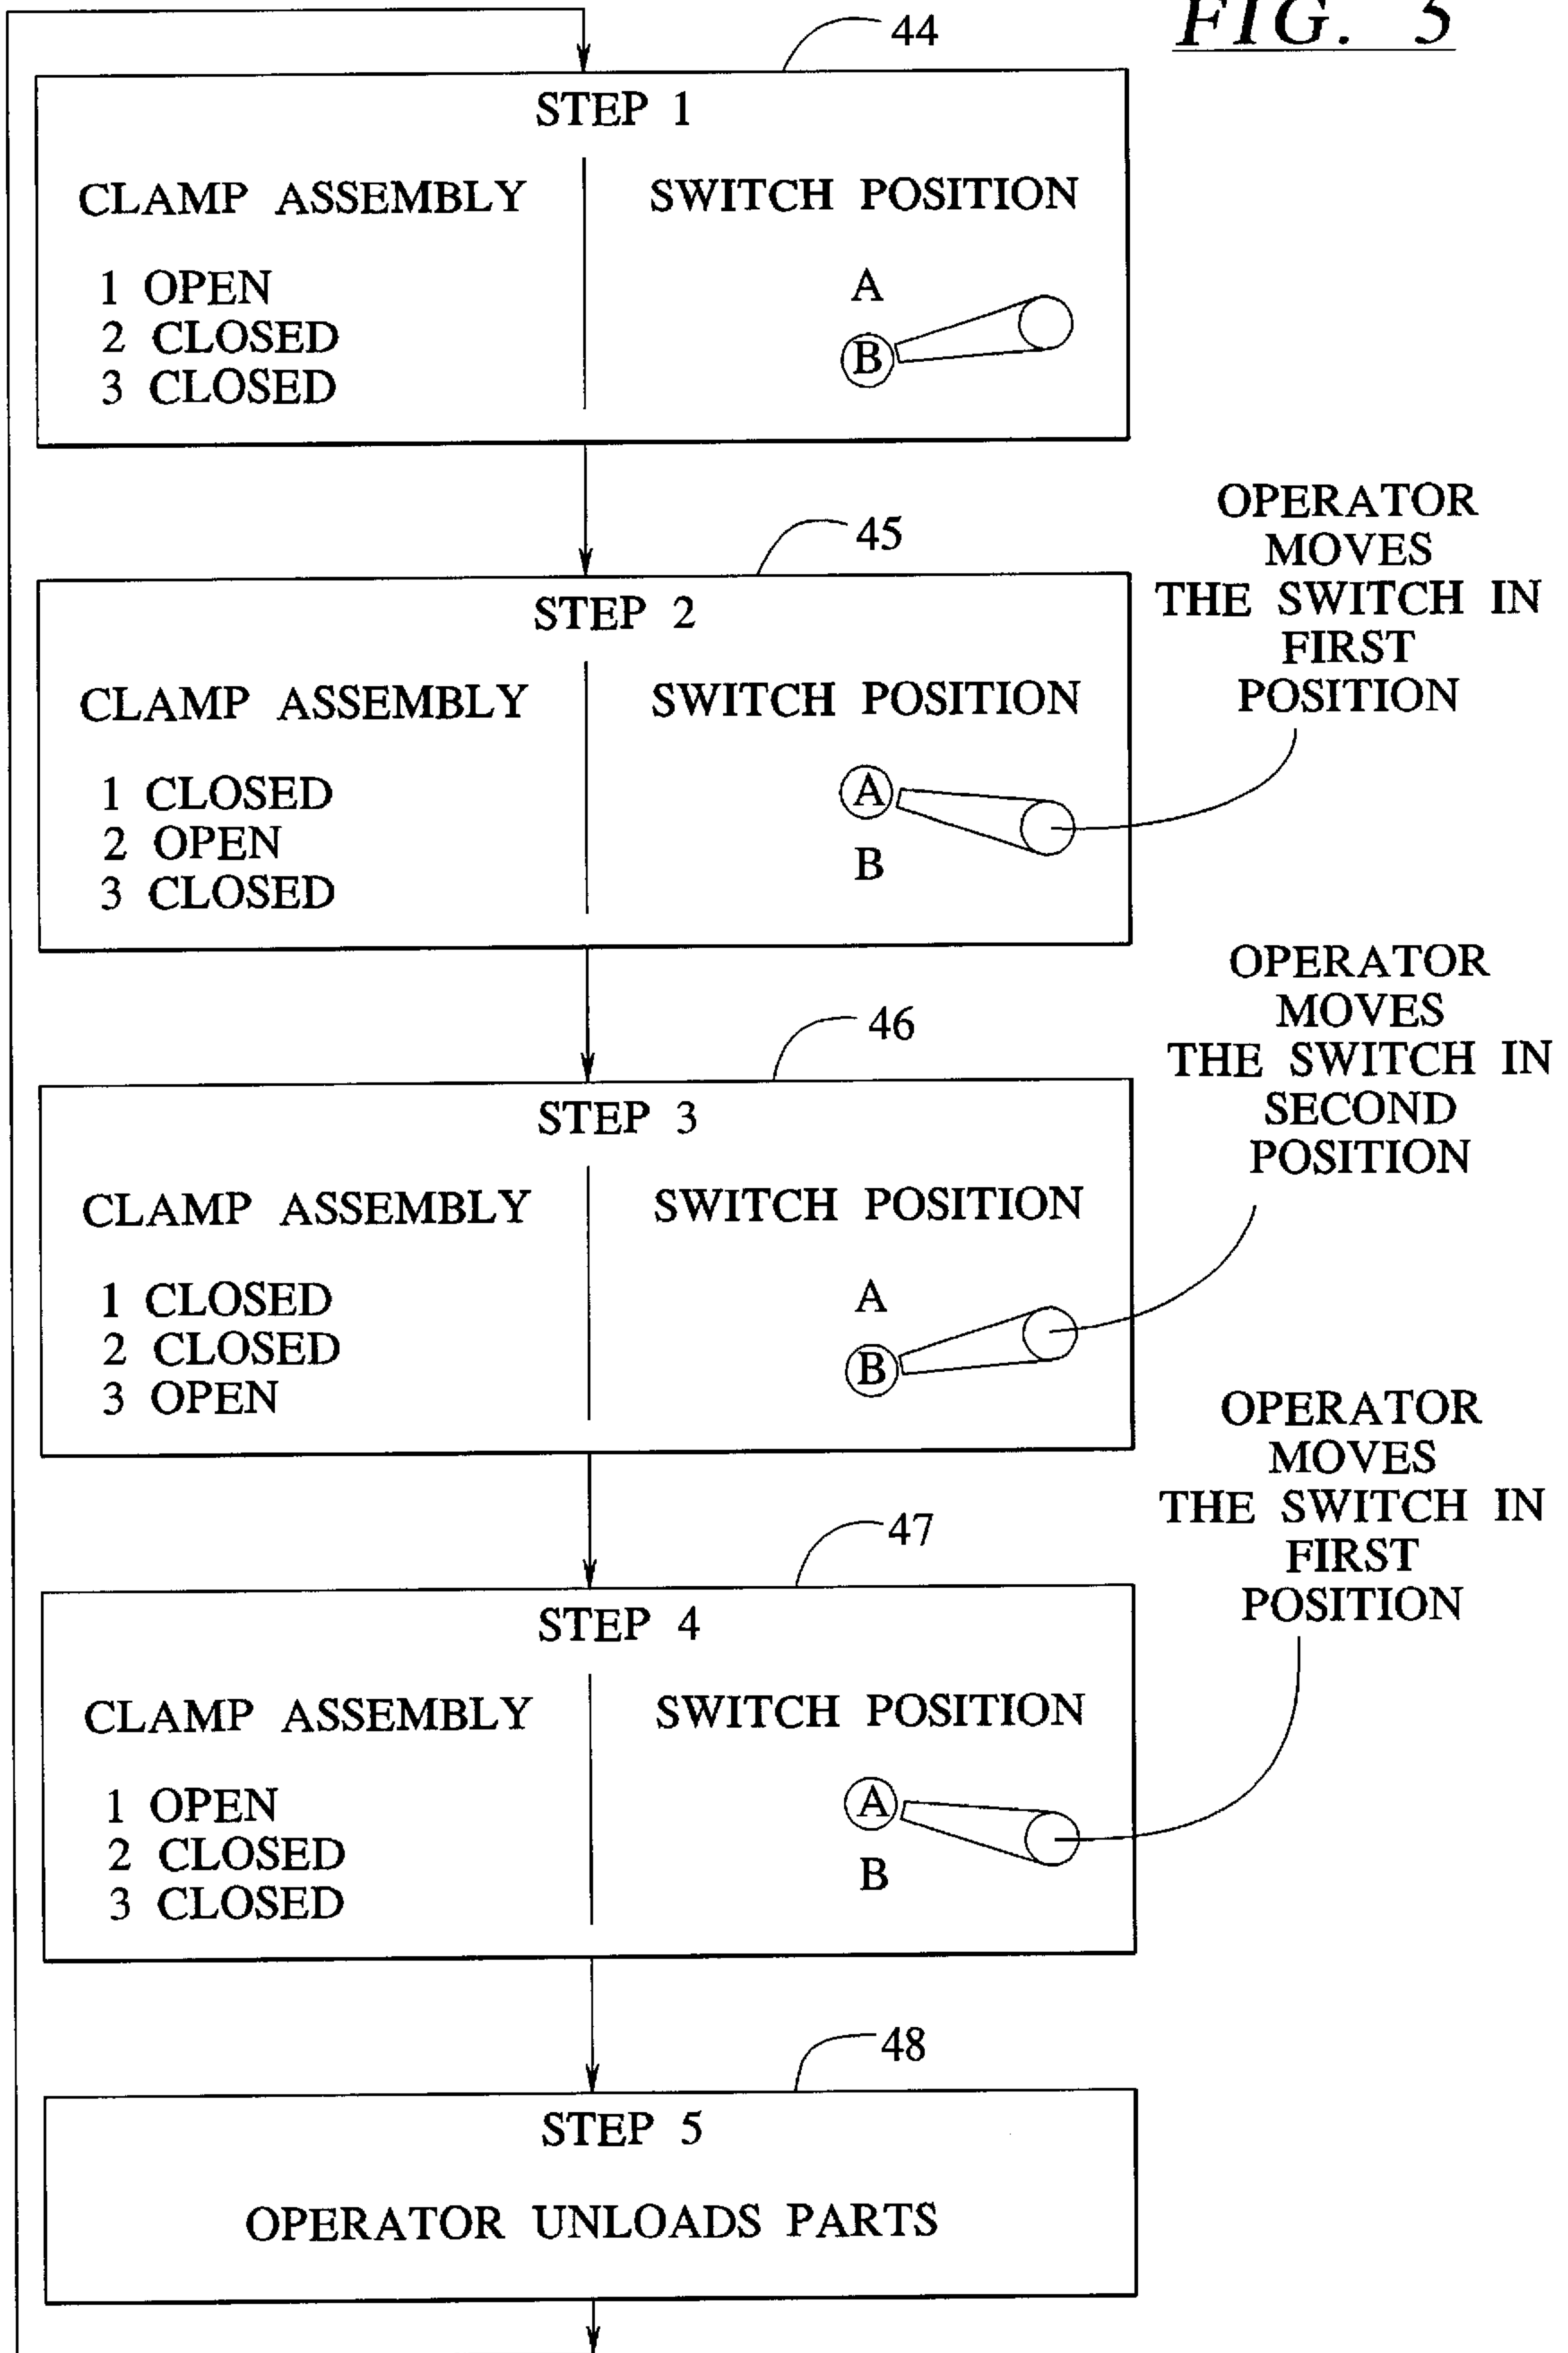 FIG. 5
44
STEP 1
CLAMP ASSEMBLY SWITCH POSITION
1 OPEN
2 CLOSED
3 CLOSED
A
B
45
STEP 2
CLAMP ASSEMBLY SWITCH POSITION
1 CLOSED
2 OPEN
3 CLOSED
A
B
OPERATOR
MOVES
THE SWITCH IN
FIRST
POSITION
46
STEP 3
CLAMP ASSEMBLY SWITCH POSITION
1 CLOSED
2 CLOSED
3 OPEN
A
B
OPERATOR
MOVES
THE SWITCH IN
SECOND
POSITION
47
STEP 4
CLAMP ASSEMBLY SWITCH POSITION
1 OPEN
2 CLOSED
3 CLOSED
A
B
OPERATOR
MOVES
THE SWITCH IN
FIRST
POSITION
48
STEP 5
OPERATOR UNLOADS PARTS